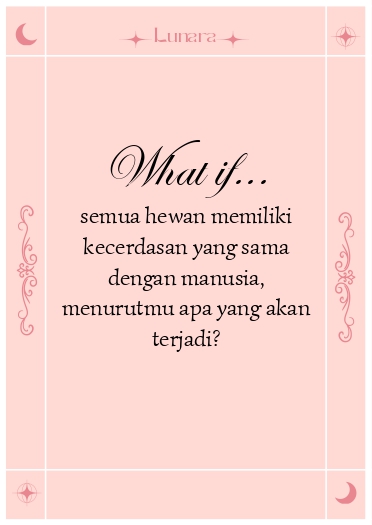 Lunara
What if...
semua hewan memiliki
kecerdasan yang sama
dengan manusia,
menurutmu apa yang akan
terjadi?